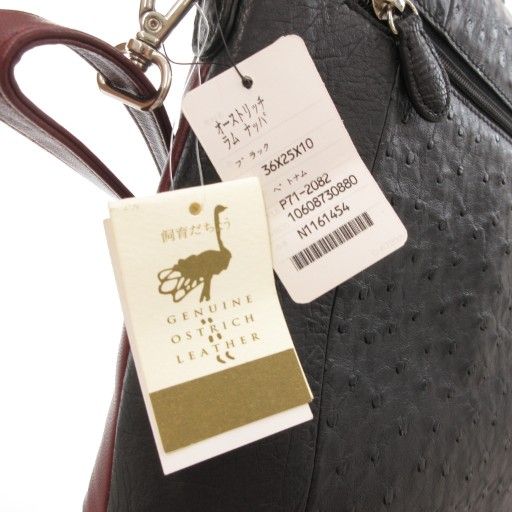 オーストリッチ
ラム ナッパ
ブラック
36X25X10
ベトナム
P71-2082
10608730880
N1161454
飼育だちょう
GENUINE
OSTRICH
LEATHER